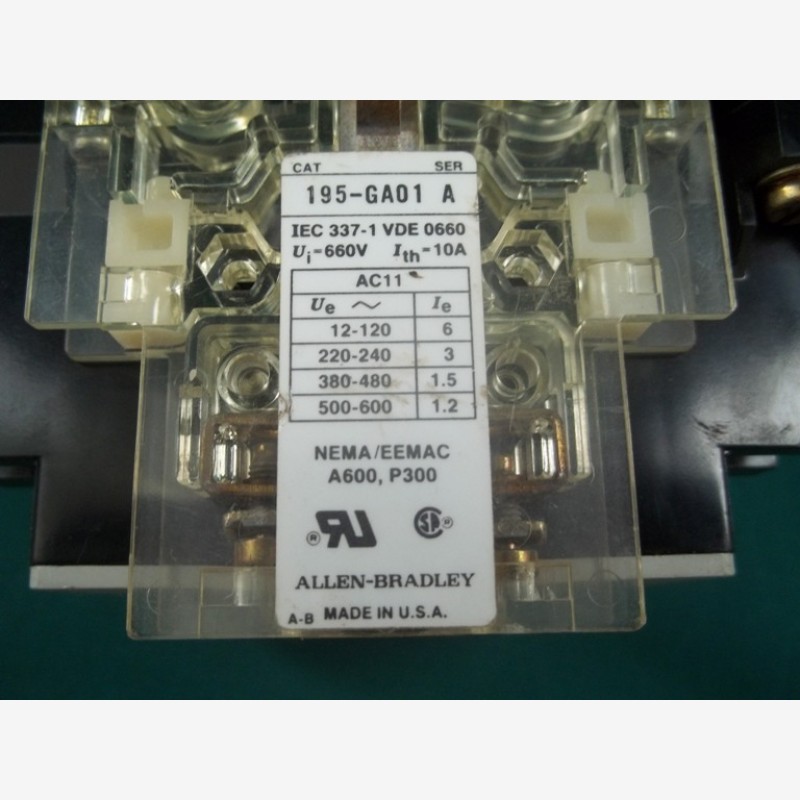 CAT SER
195-GA01 A
IEC 337-1 VDE 0660
Ui=660V Ith=10A
AC11
Ue ~ Ie
12-120 6
220-240 3
380-480 1.5
500-600 1.2
NEMA/EEMAC
A600, P300
® RU SA ®
ALLEN-BRADLEY
A-B MADE IN U.S.A.